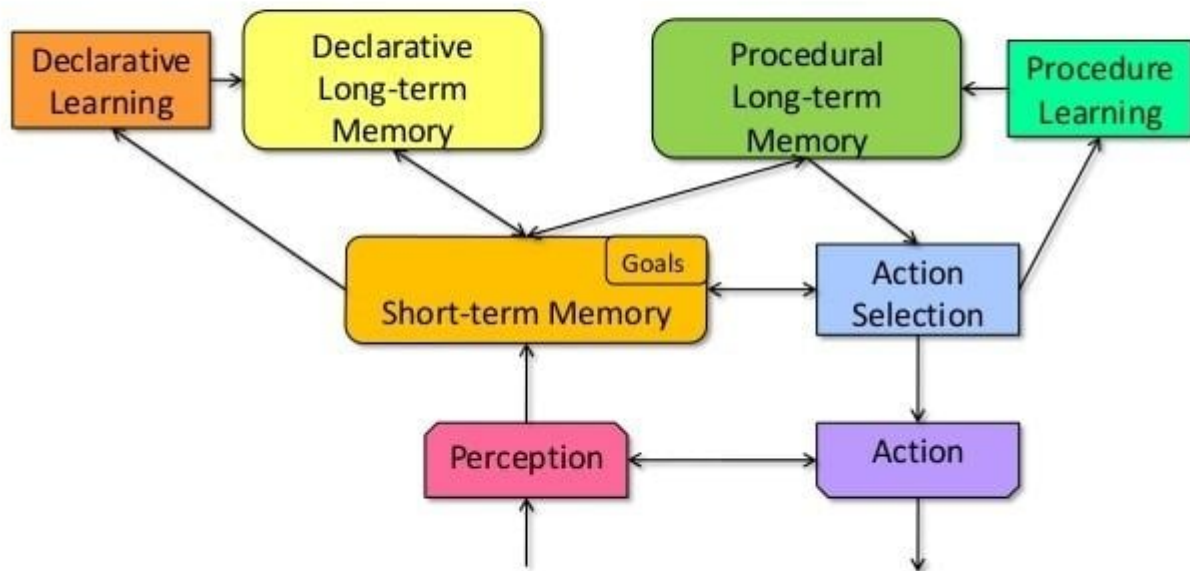 Declarative
Learning
Declarative
Long-term
Memory
Procedural
Long-term
Memory
Procedure
Learning
Goals
Short-term Memory
Action
Selection
Perception
Action